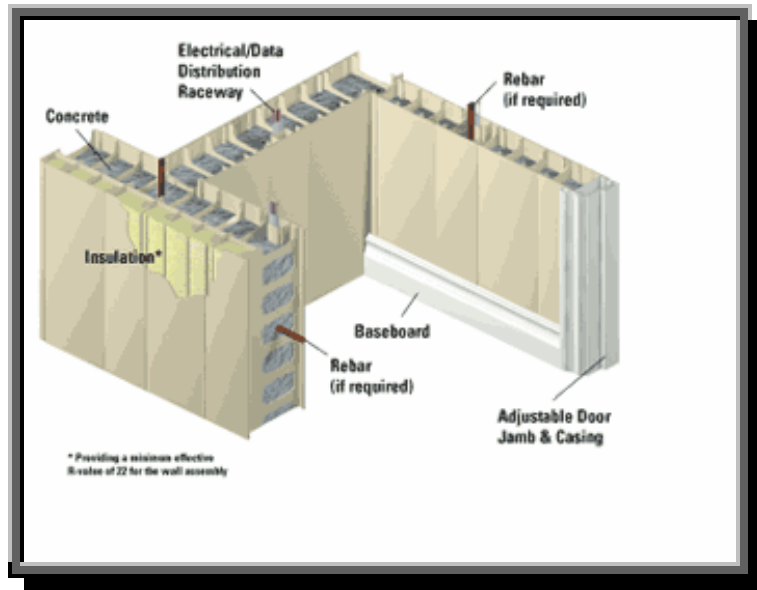 Electrical/Data
Distribution
Raceway
Rebar
(if required)
Concrete
Insulation*
Baseboard
Rebar
(if required)
Adjustable Door
Jamb & Casing
* Providing a minimum effective
R-value of 22 for the wall assembly